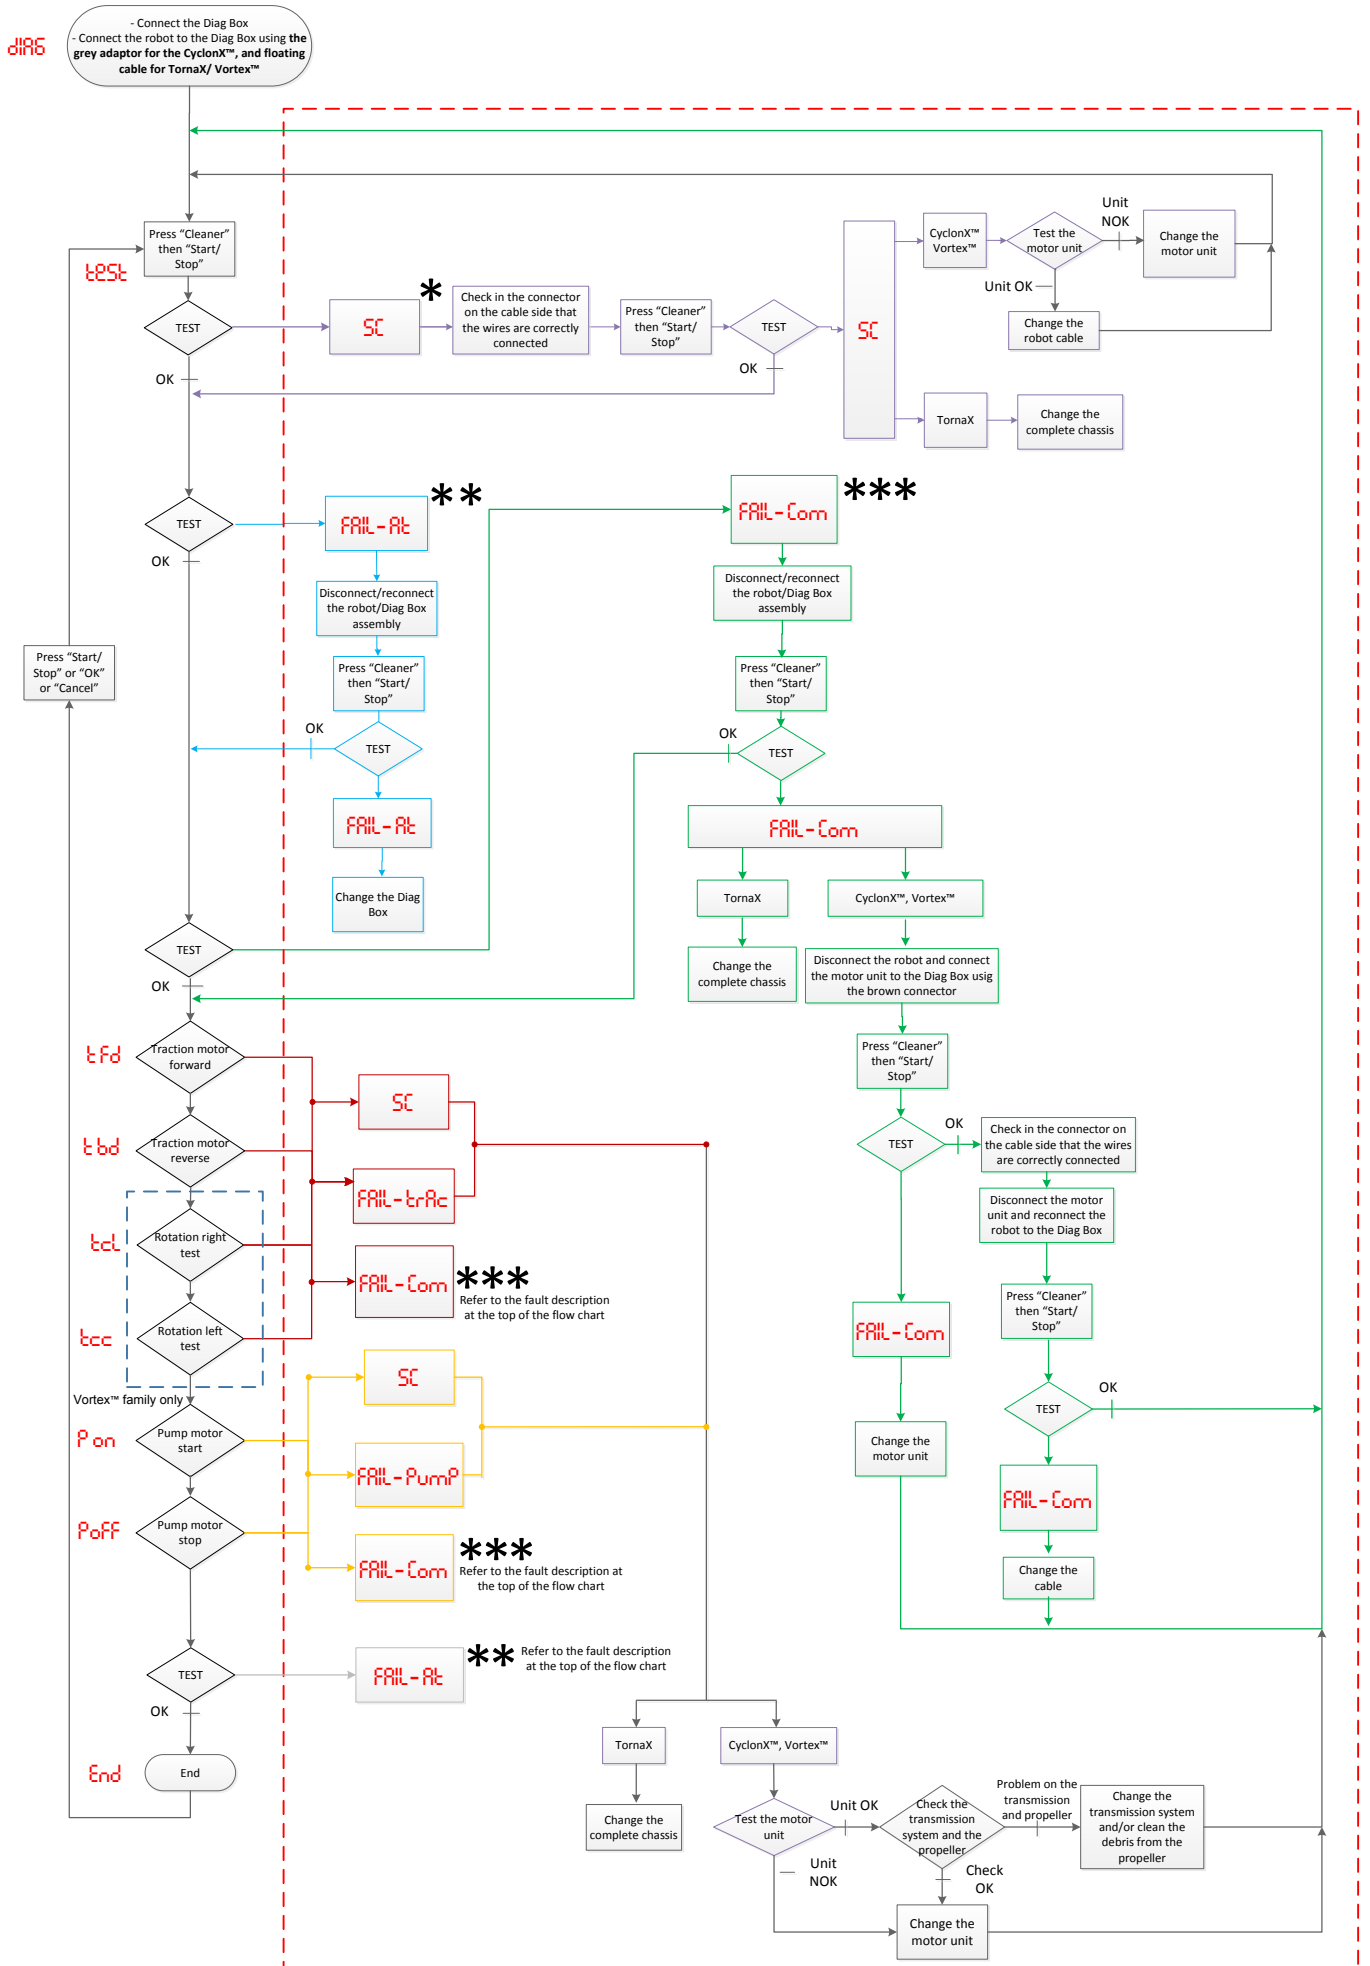 dIAG
- Connect the Diag Box
- Connect the robot to the Diag Box using the
grey adaptor for the CyclonX™, and floating
cable for TornaX/ Vortex™
Press “Cleaner”
then “Start/
Stop”
tESt
TEST
OK
SC
*
Check in the connector
on the cable side that
the wires are correctly
connected
Press “Cleaner”
then “Start/
Stop”
TEST
OK
SC
CyclonX™
Vortex™
Test the
motor unit
Unit
NOK
Change the
motor unit
Unit OK
Change the
robot cable
TornaX
Change the
complete chassis
TEST
OK
FAIL-At
**
Disconnect/reconnect
the robot/Diag Box
assembly
Press “Cleaner”
then “Start/
Stop”
OK
TEST
FAIL-At
Change the Diag
Box
FAIL-Com
***
Disconnect/reconnect
the robot/Diag Box
assembly
Press “Cleaner”
then “Start/
Stop”
OK
TEST
FAIL-Com
TornaX
Change the
complete chassis
CyclonX™, Vortex™
Disconnect the robot and connect
the motor unit to the Diag Box usig
the brown connector
Press “Cleaner”
then “Start/
Stop”
TEST
OK
Check in the connector on
the cable side that the wires
are correctly connected
Disconnect the motor
unit and reconnect the
robot to the Diag Box
Press “Cleaner”
then “Start/
Stop”
TEST
OK
FAIL-Com
Change the
cable
FAIL-Com
Change the
motor unit
Press “Start/
Stop” or “OK”
or “Cancel”
TEST
OK
t Fd
Traction motor
forward
t bd
Traction motor
reverse
tcL
Rotation right
test
tcc
Rotation left
test
Vortex™ family only
SC
FAIL-trAc
FAIL-Com
***
Refer to the fault description
at the top of the flow chart
P on
Pump motor
start
PoFF
Pump motor
stop
SC
FAIL-PumP
FAIL-Com
***
Refer to the fault description at
the top of the flow chart
TEST
OK
FAIL-At
**
Refer to the fault description
at the top of the flow chart
End
End
TornaX
Change the
complete chassis
CyclonX™, Vortex™
Test the motor
unit
Unit OK
Unit
NOK
Check the
transmission
system and the
propeller
Problem on the
transmission
and propeller
Change the
transmission system
and/or clean the
debris from the
propeller
Check
OK
Change the
motor unit